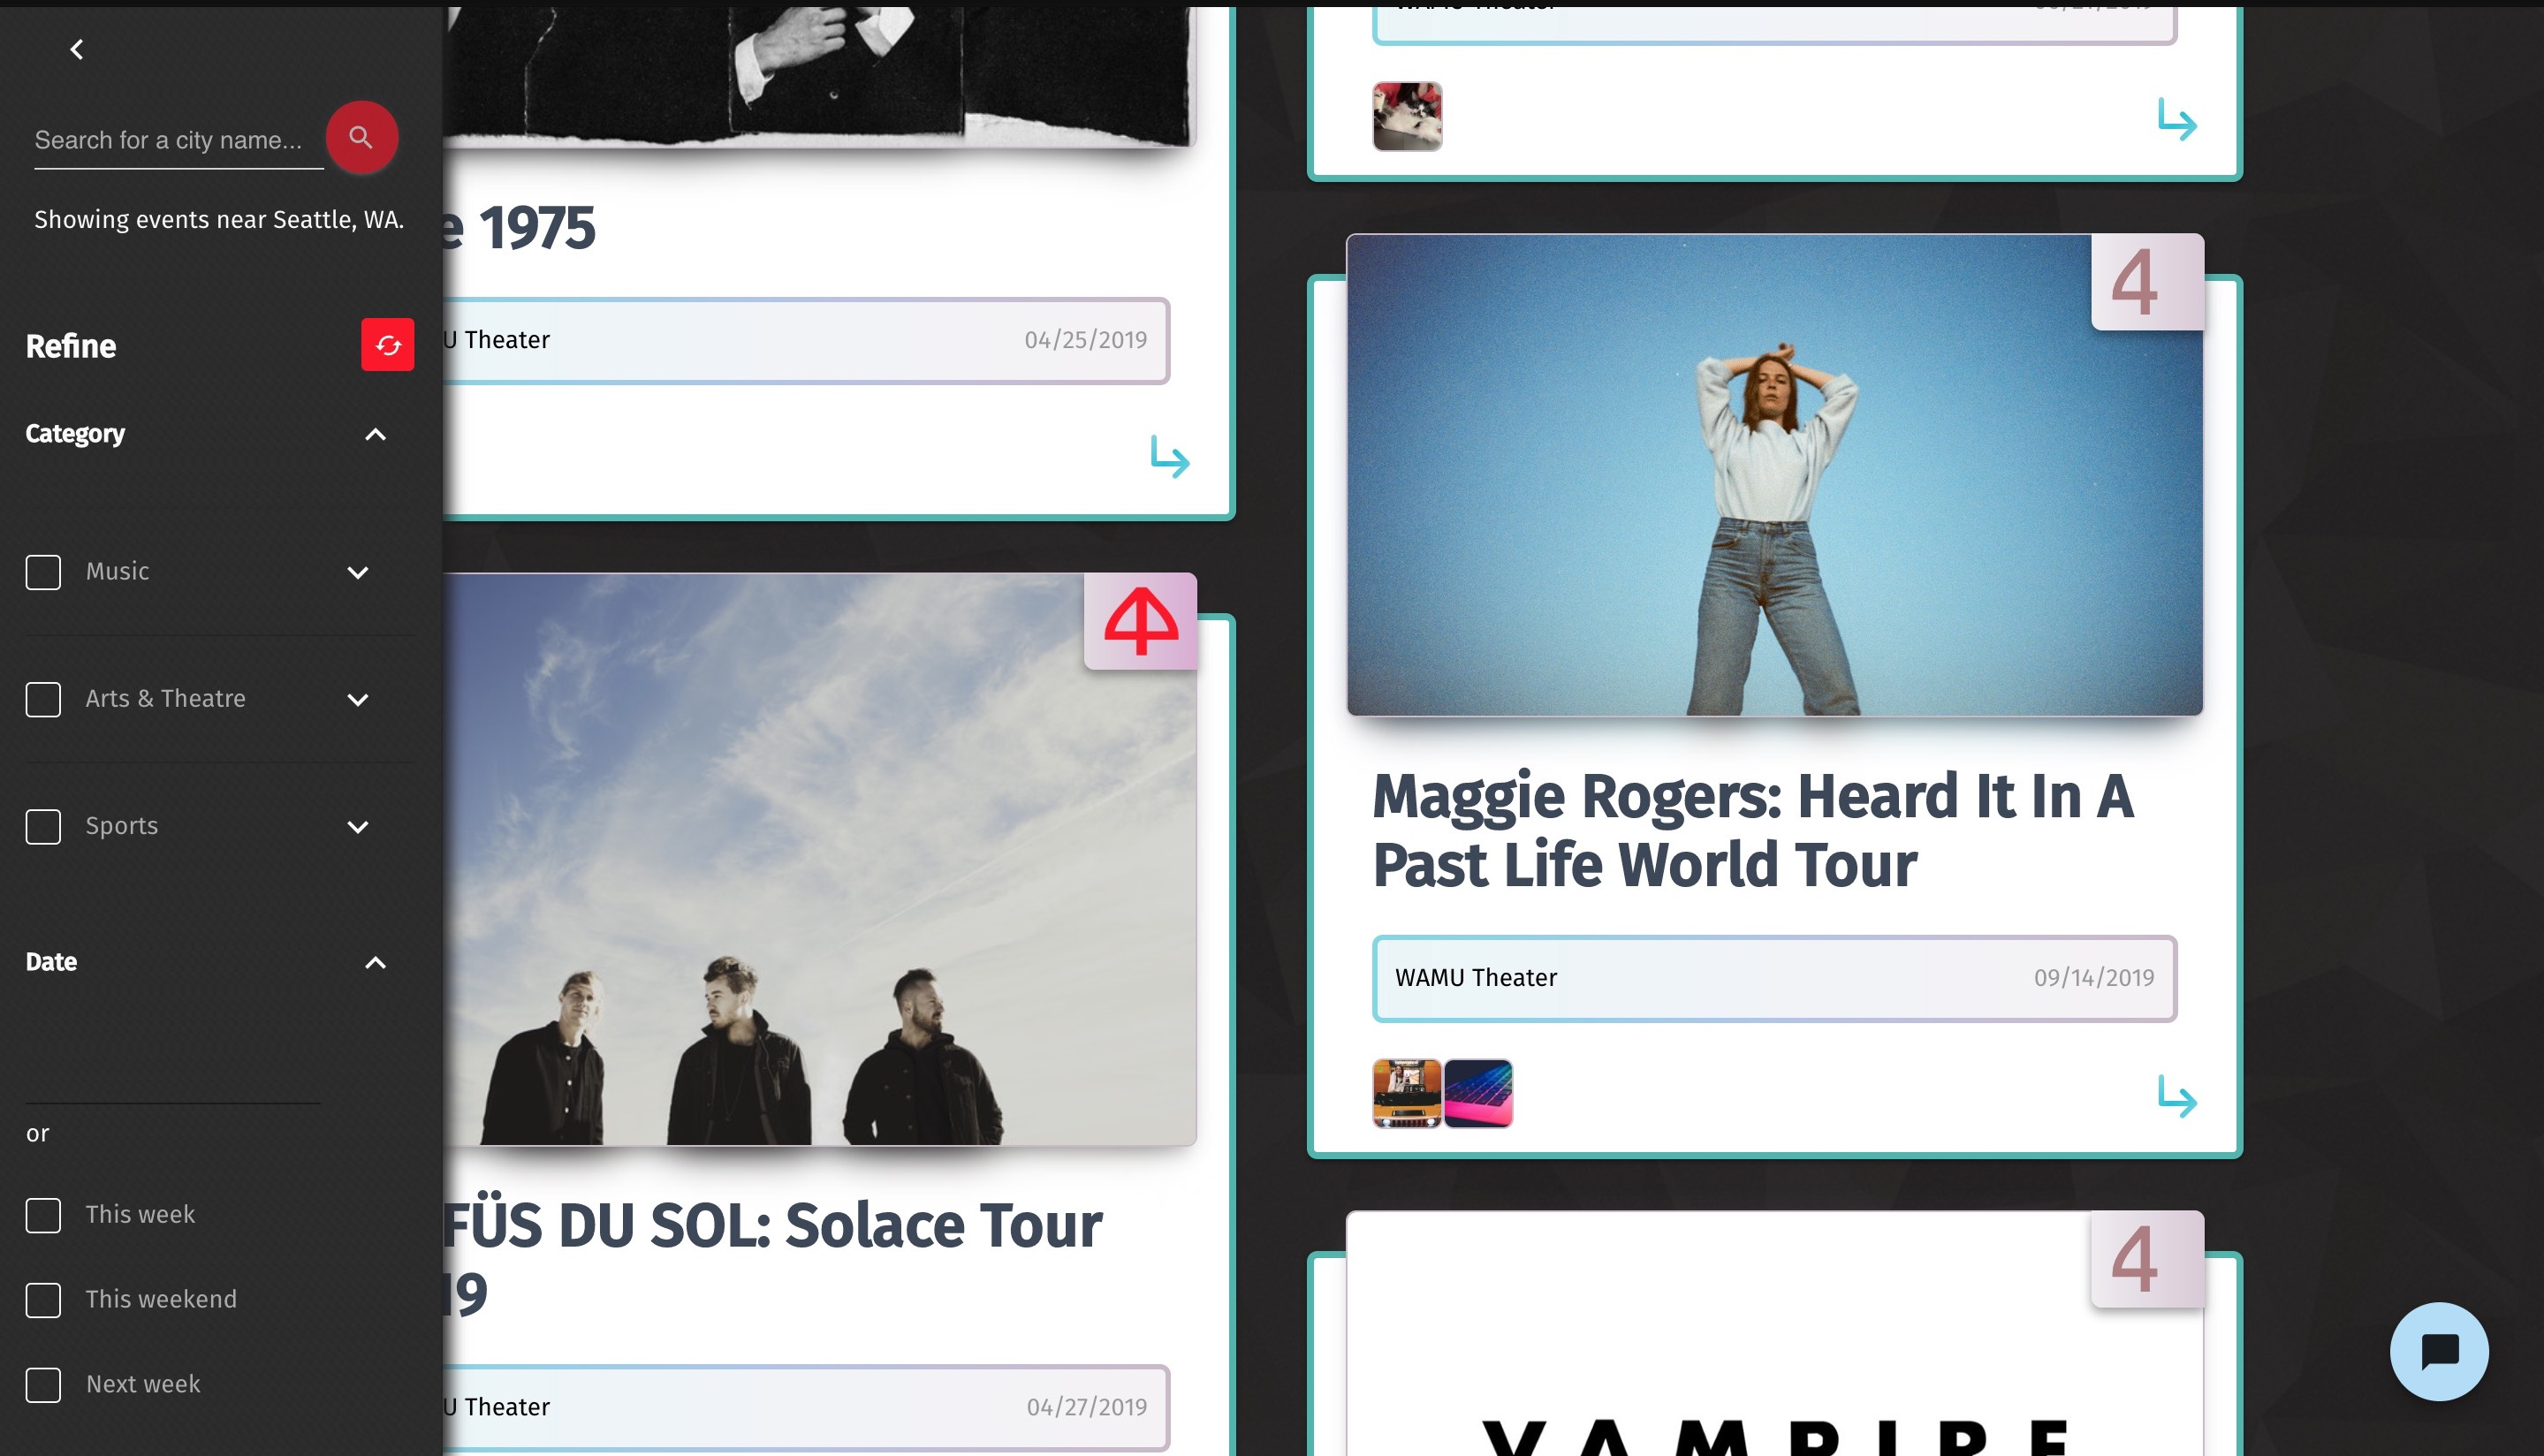 Search for a city name...
Showing events near Seattle, WA.
Refine
Category
Music
Arts & Theatre
Sports
Date
or
This week
This weekend
Next week
e 1975
U Theater 04/25/2019
FÜS DU SOL: Solace Tour
19
U Theater 04/27/2019
4
Maggie Rogers: Heard It In A
Past Life World Tour
WAMU Theater 09/14/2019
4
VAMPIRE